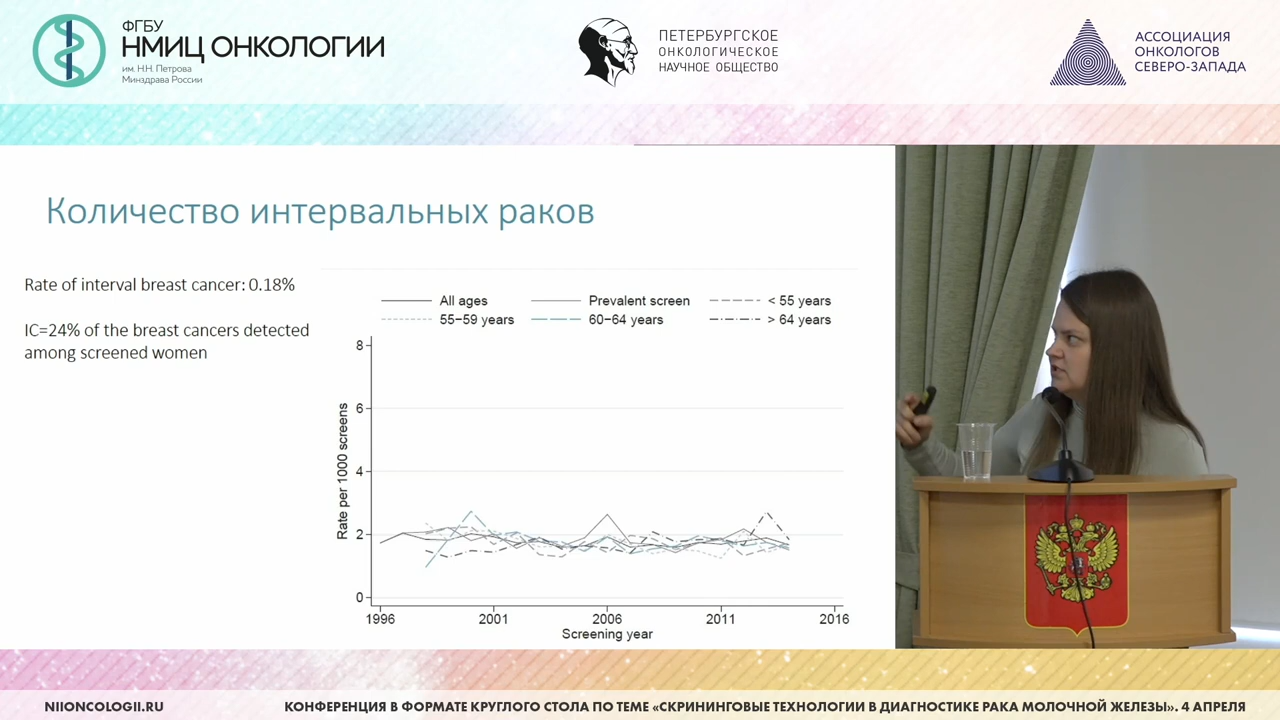 ФГБУ
НМИЦ ОНКОЛОГИИ
им. Н.Н. Петрова
Минздрава России
ПЕТЕРБУРГСКОЕ
ОНКОЛОГИЧЕСКОЕ
НАУЧНОЕ ОБЩЕСТВО
АССОЦИАЦИЯ
ОНКОЛОГОВ
СЕВЕРО-ЗАПАДА
Количество интервальных раков
Rate of interval breast cancer: 0.18%
IC=24% of the breast cancers detected
among screened women
All ages Prevalent screen < 55 years
55–59 years 60–64 years > 64 years
8
6
4
2
0
Rate per 1000 screens
1996 2001 2006 2011 2016
Screening year
NIIONCOLOGII.RU
КОНФЕРЕНЦИЯ В ФОРМАТЕ КРУГЛОГО СТОЛА ПО ТЕМЕ «СКРИНИНГОВЫЕ ТЕХНОЛОГИИ В ДИАГНОСТИКЕ РАКА МОЛОЧНОЙ ЖЕЛЕЗЫ». 4 АПРЕЛЯ